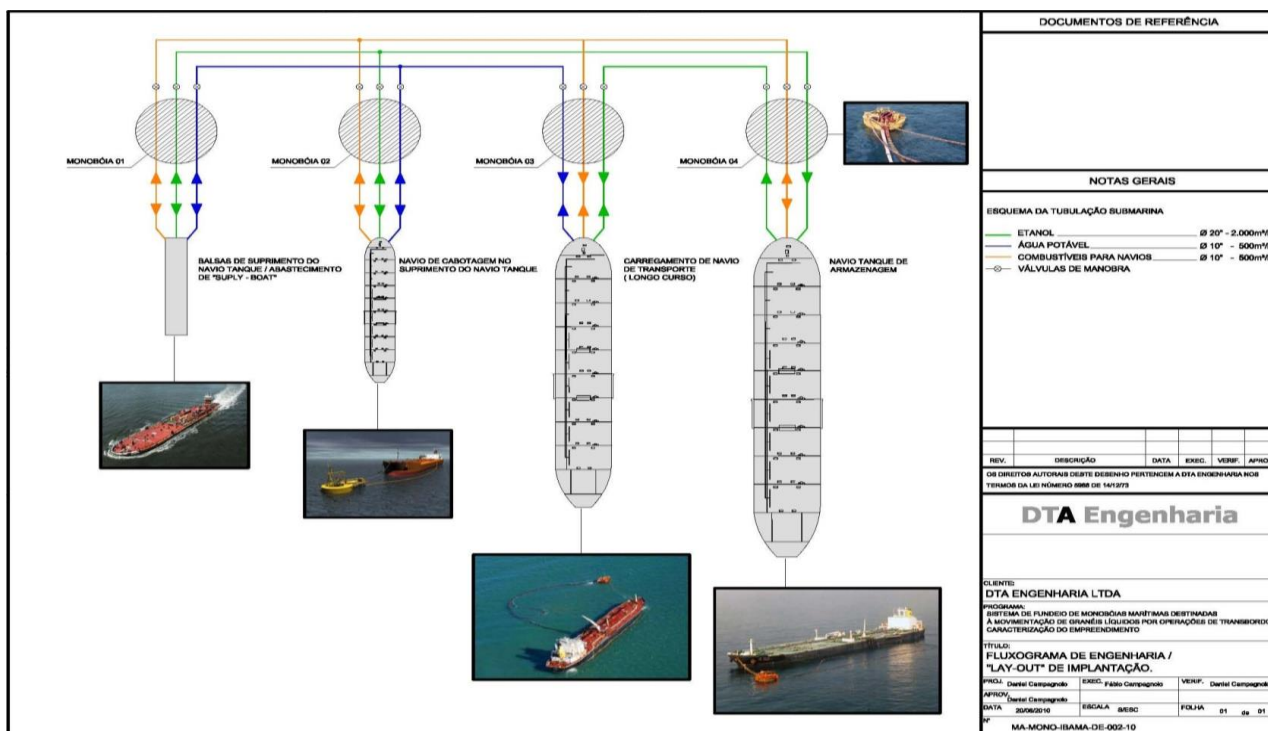 MONOBÓIA 01
MONOBÓIA 02
MONOBÓIA 03
MONOBÓIA 04
BALSAS DE SUPRIMENTO DO
NAVIO TANQUE / ABASTECIMENTO
DE "SUPLY - BOAT"
NAVIO DE CABOTAGEM NO
SUPRIMENTO DO NAVIO TANQUE
CARREGAMENTO DE NAVIO
DE TRANSPORTE
( LONGO CURSO)
NAVIO TANQUE DE
ARMAZENAGEM
DOCUMENTOS DE REFERÊNCIA
NOTAS GERAIS
ESQUEMA DA TUBULAÇÃO SUBMARINA
ETANOL Ø 20" - 2.000m³/
ÁGUA POTÁVEL Ø 10" - 500m³/
COMBUSTÍVEIS PARA NAVIOS Ø 10" - 500m³/
VÁLVULAS DE MANOBRA
REV. DESCRIÇÃO DATA EXEC. VERIF. APRO
OS DIREITOS AUTORAIS DESTE DESENHO PERTENCEM A DTA ENGENHARIA NOS
TERMOS DA LEI NÚMERO 5988 DE 14/12/73
DTA Engenharia
CLIENTE:
DTA ENGENHARIA LTDA
PROGRAMA:
SISTEMA DE FUNDEIO DE MONOBÓIAS MARÍTIMAS DESTINADAS
À MOVIMENTAÇÃO DE GRANÉIS LÍQUIDOS POR OPERAÇÕES DE TRANSBORDO
CARACTERIZAÇÃO DO EMPREENDIMENTO
TÍTULO:
FLUXOGRAMA DE ENGENHARIA /
"LAY-OUT" DE IMPLANTAÇÃO.
PROJ. Daniel Campagnolo EXEC. Fábio Campagnolo VERIF. Daniel Campagnolo
APROV. Daniel Campagnolo
DATA 20/08/2010 ESCALA S/ESC FOLHA 01 de 01
Nº MA-MONO-IBAMA-DE-002-10